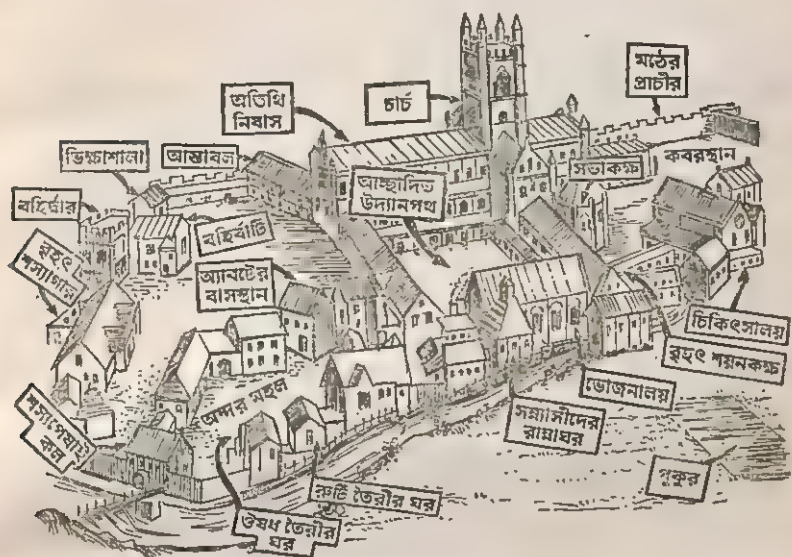 মঠের
প্রাচীর
চার্চ
অতিথি
নিবাস
ভিক্ষাশালা
আস্তাবল
সভাকক্ষ
কবরস্থান
আচ্ছাদিত
উদ্যানপথ
বহির্দ্বার
বহির্বাটি
বৃহৎ
শস্যাগার
অ্যাবটের
বাসস্থান
চিকিৎসালয়
বৃহৎ শয়নকক্ষ
ভোজনালয়
অন্দর মহল
সন্ন্যাসীদের
রান্নাঘর
শস্যপেষাই
কল
পুকুর
রুটি তৈরীর ঘর
ঔষধ তৈরীর
ঘর